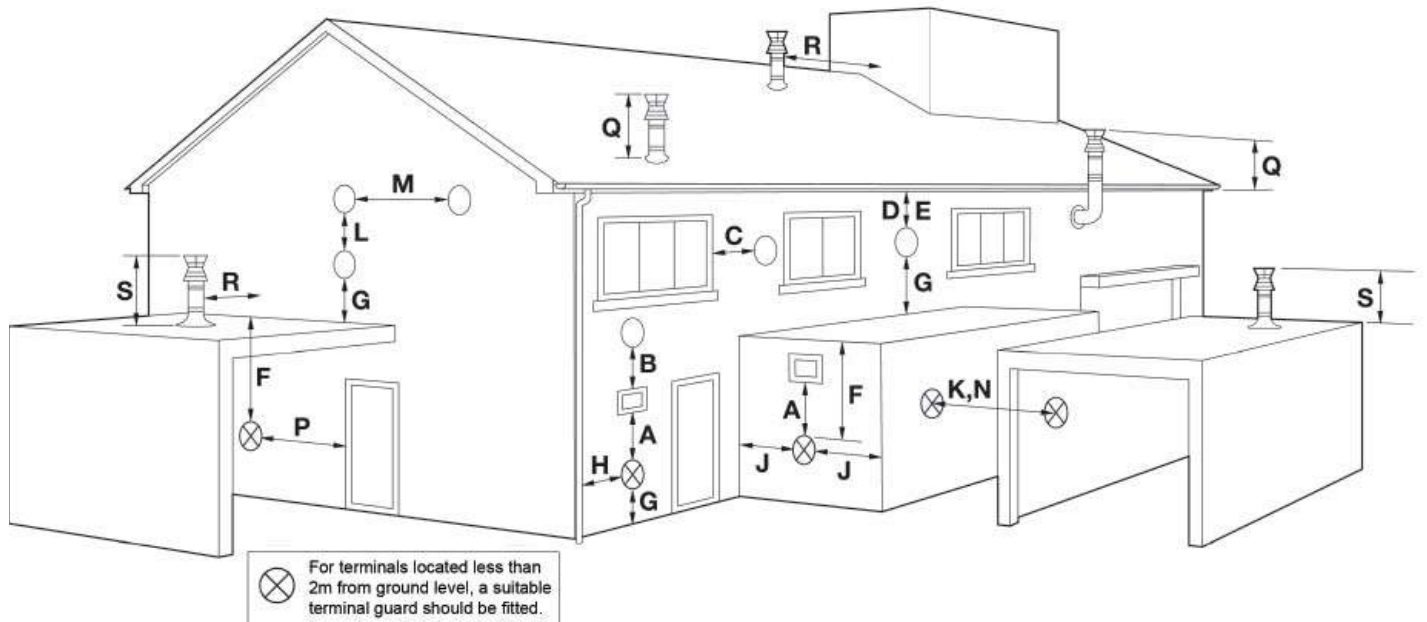 R
Q
Q
M
D E
C
L
S
R
G
G
S
B
F
F
K,N
A
A
P
H
J
J
G
For terminals located less than
2m from ground level, a suitable
terminal guard should be fitted.